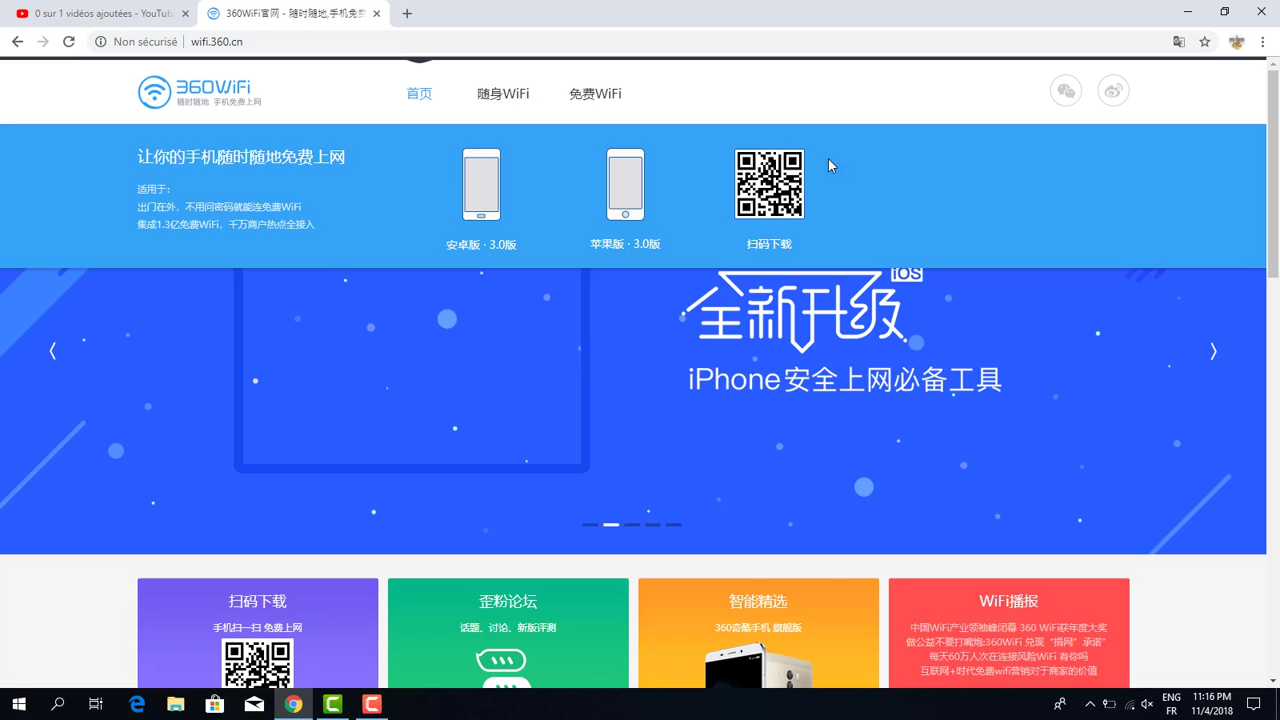 0 sur 1 vidéos ajoutées - YouTub
360WiFi官网 - 随时随地 手机免费
Non sécurisé
wifi.360.cn
360WiFi
随时随地 手机免费上网
首页
随身WiFi
免费WiFi
让你的手机随时随地免费上网
适用于：
出门在外，不用问密码就能连免费WiFi
集成1.3亿免费WiFi，千万商户热点全接入
安卓版 · 3.0版
苹果版 · 3.0版
扫码下载
iOS
全新升级
iPhone安全上网必备工具
扫码下载
手机扫一扫 免费上网
歪粉论坛
话题、讨论、新版评测
智能精选
360奇酷手机 旗舰版
WiFi播报
中国WiFi产业领袖峰闭幕 360 WiFi获年度大奖
做公益不要打嘴炮:360WiFi 兑现“捐网”承诺”
每天60万人次在连接风险WiFi 有你吗
互联网+时代免费wifi营销对于商家的价值
ENG
FR
11:16 PM
11/4/2018